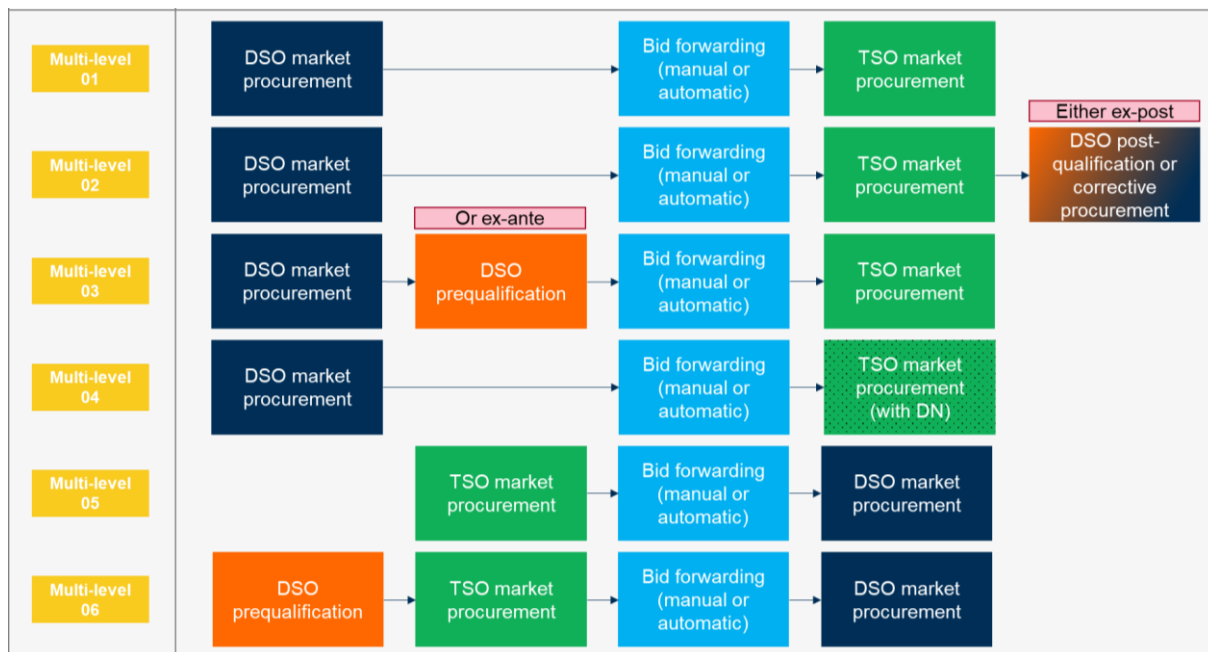 Multi-level
01
DSO market
procurement
Bid forwarding
(manual or
automatic)
TSO market
procurement
Multi-level
02
DSO market
procurement
Bid forwarding
(manual or
automatic)
TSO market
procurement
Either ex-post
DSO post-
qualification or
corrective
procurement
Multi-level
03
DSO market
procurement
Or ex-ante
DSO
prequalification
Bid forwarding
(manual or
automatic)
TSO market
procurement
Multi-level
04
DSO market
procurement
Bid forwarding
(manual or
automatic)
TSO market
procurement
(with DN)
Multi-level
05
TSO market
procurement
Bid forwarding
(manual or
automatic)
DSO market
procurement
Multi-level
06
DSO
prequalification
TSO market
procurement
Bid forwarding
(manual or
automatic)
DSO market
procurement